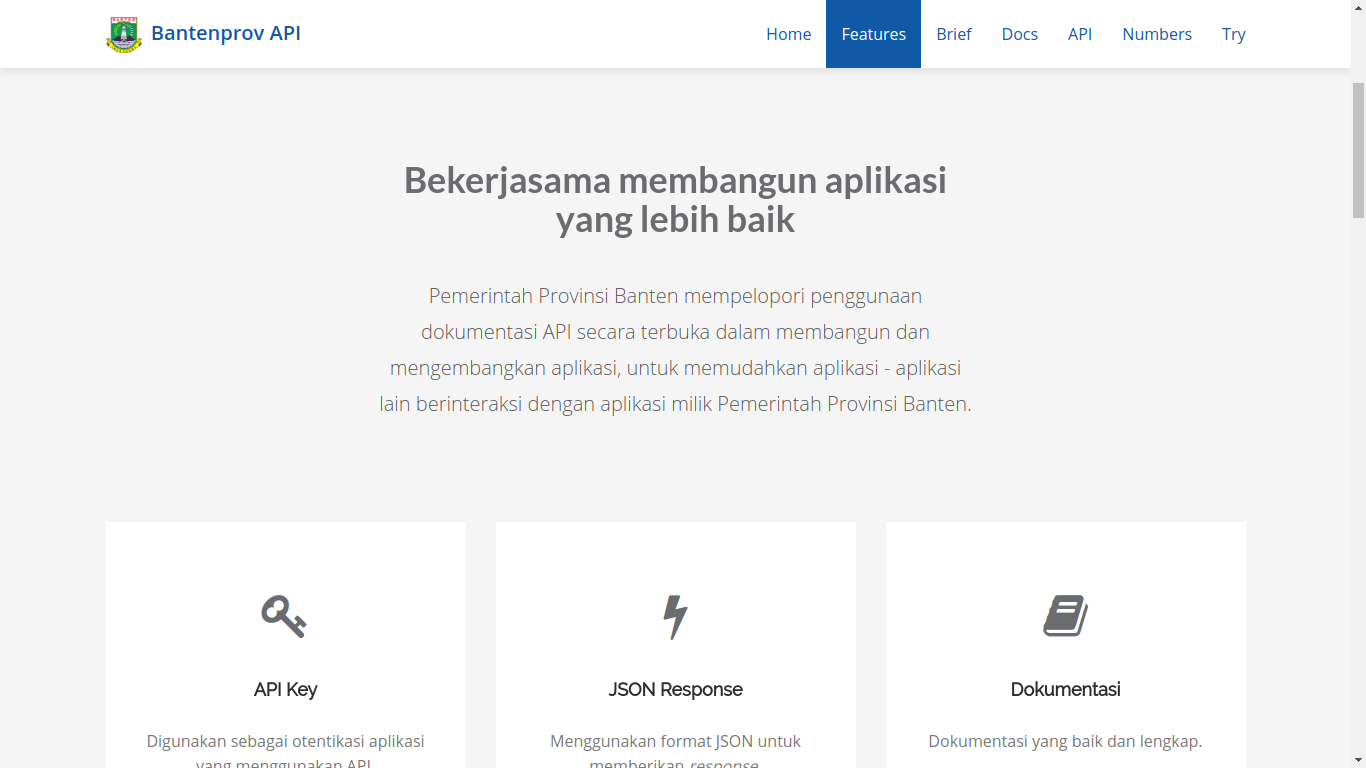 Bantenprov API
Home Features Brief Docs API Numbers Try
Bekerjasama membangun aplikasi
yang lebih baik
Pemerintah Provinsi Banten mempelopori penggunaan
dokumentasi API secara terbuka dalam membangun dan
mengembangkan aplikasi, untuk memudahkan aplikasi - aplikasi
lain berinteraksi dengan aplikasi milik Pemerintah Provinsi Banten.
API Key
Digunakan sebagai otentikasi aplikasi
yang menggunakan API.
JSON Response
Menggunakan format JSON untuk
memberikan response.
Dokumentasi
Dokumentasi yang baik dan lengkap.